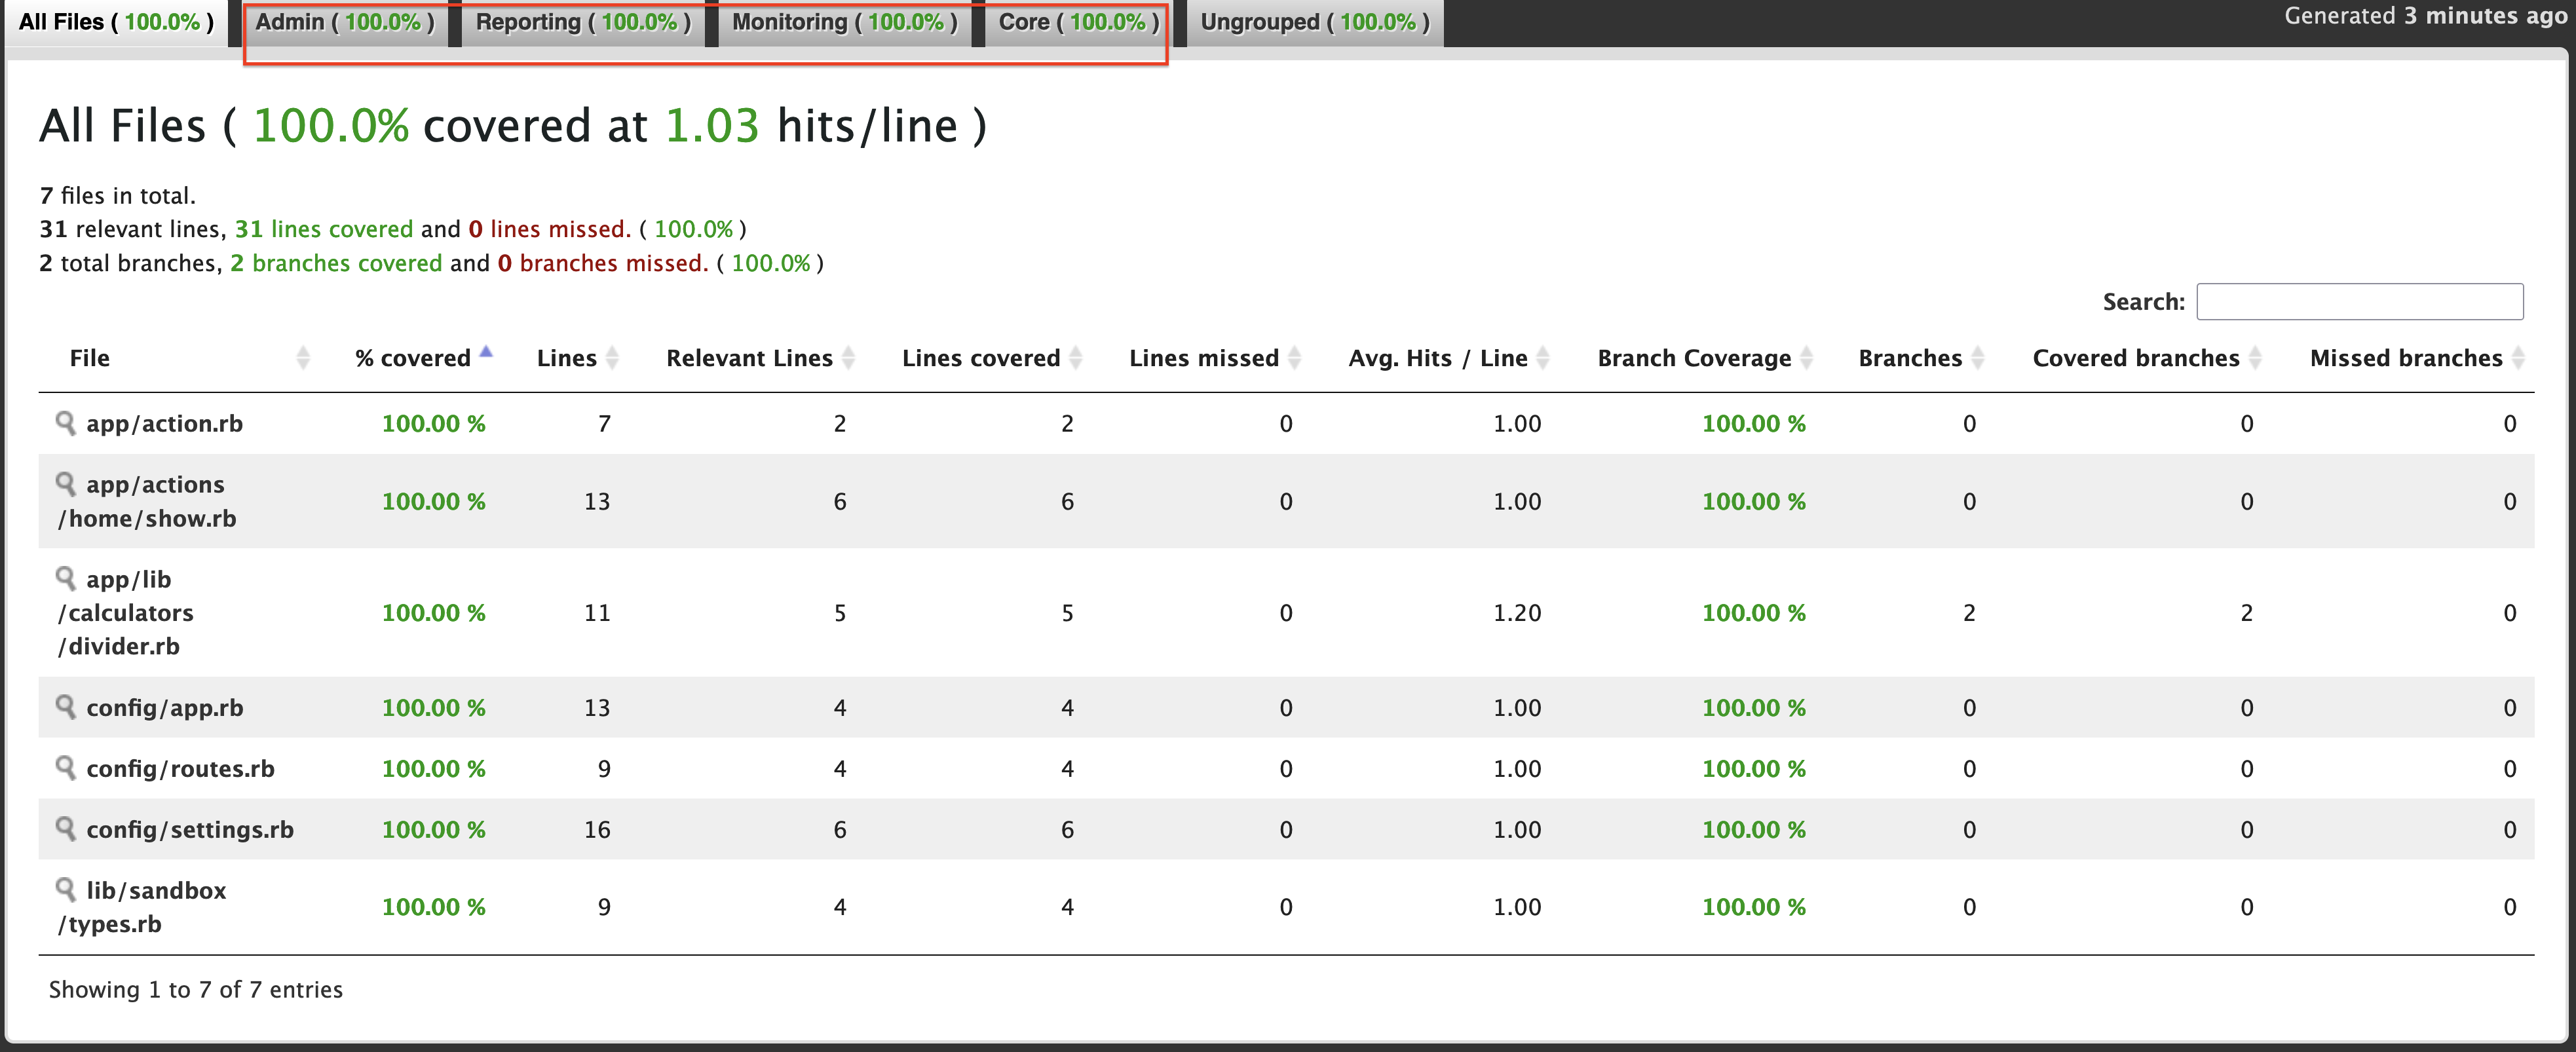 All Files ( 100.0% ) Admin ( 100.0% ) Reporting ( 100.0% ) Monitoring ( 100.0% ) Core ( 100.0% ) Ungrouped ( 100.0% ) Generated 3 minutes ago
All Files ( 100.0% covered at 1.03 hits/line )
7 files in total.
31 relevant lines, 31 lines covered and 0 lines missed. ( 100.0% )
2 total branches, 2 branches covered and 0 branches missed. ( 100.0% )
Search:
File % covered Lines Relevant Lines Lines covered Lines missed Avg. Hits / Line Branch Coverage Branches Covered branches Missed branches
app/action.rb 100.00 % 7 2 2 0 1.00 100.00 % 0 0 0
app/actions
/home/show.rb 100.00 % 13 6 6 0 1.00 100.00 % 0 0 0
app/lib
/calculators 100.00 % 11 5 5 0 1.20 100.00 % 2 2 0
/divider.rb
config/app.rb 100.00 % 13 4 4 0 1.00 100.00 % 0 0 0
config/routes.rb 100.00 % 9 4 4 0 1.00 100.00 % 0 0 0
config/settings.rb 100.00 % 16 6 6 0 1.00 100.00 % 0 0 0
lib/sandbox
/types.rb 100.00 % 9 4 4 0 1.00 100.00 % 0 0 0
Showing 1 to 7 of 7 entries